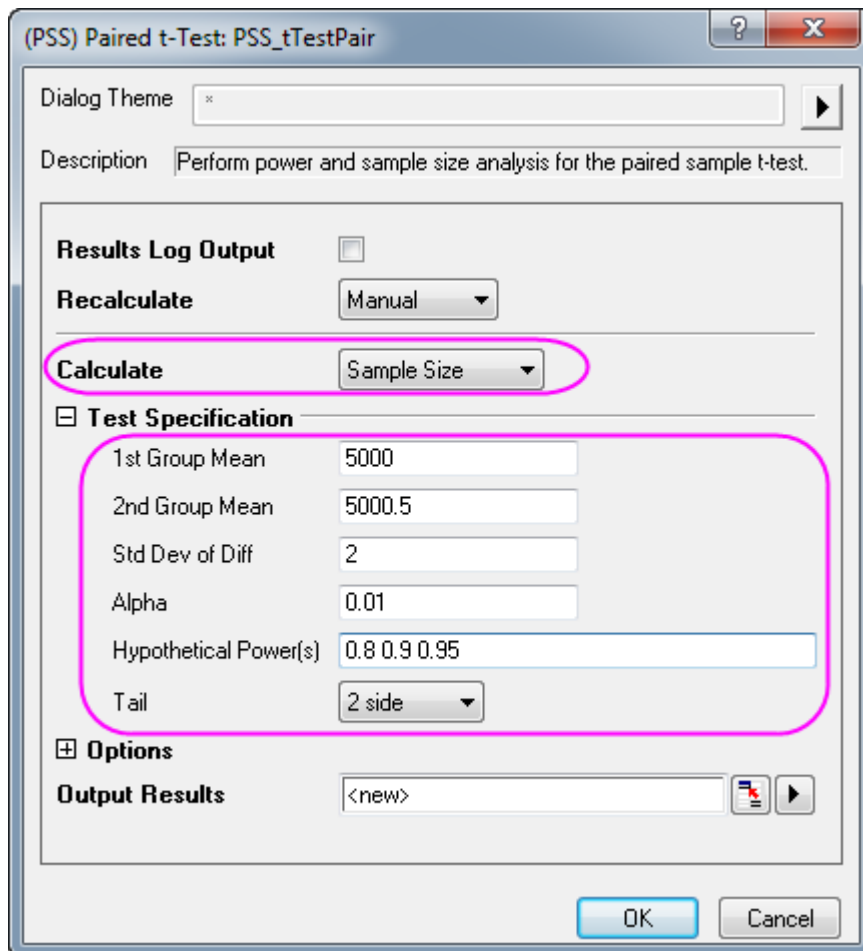 (PSS) Paired t-Test: PSS_tTestPair
Dialog Theme *
Description Perform power and sample size analysis for the paired sample t-test.
Results Log Output
Recalculate Manual
Calculate Sample Size
Test Specification
1st Group Mean 5000
2nd Group Mean 5000.5
Std Dev of Diff 2
Alpha 0.01
Hypothetical Power(s) 0.8 0.9 0.95
Tail 2 side
Options
Output Results <new>
OK Cancel